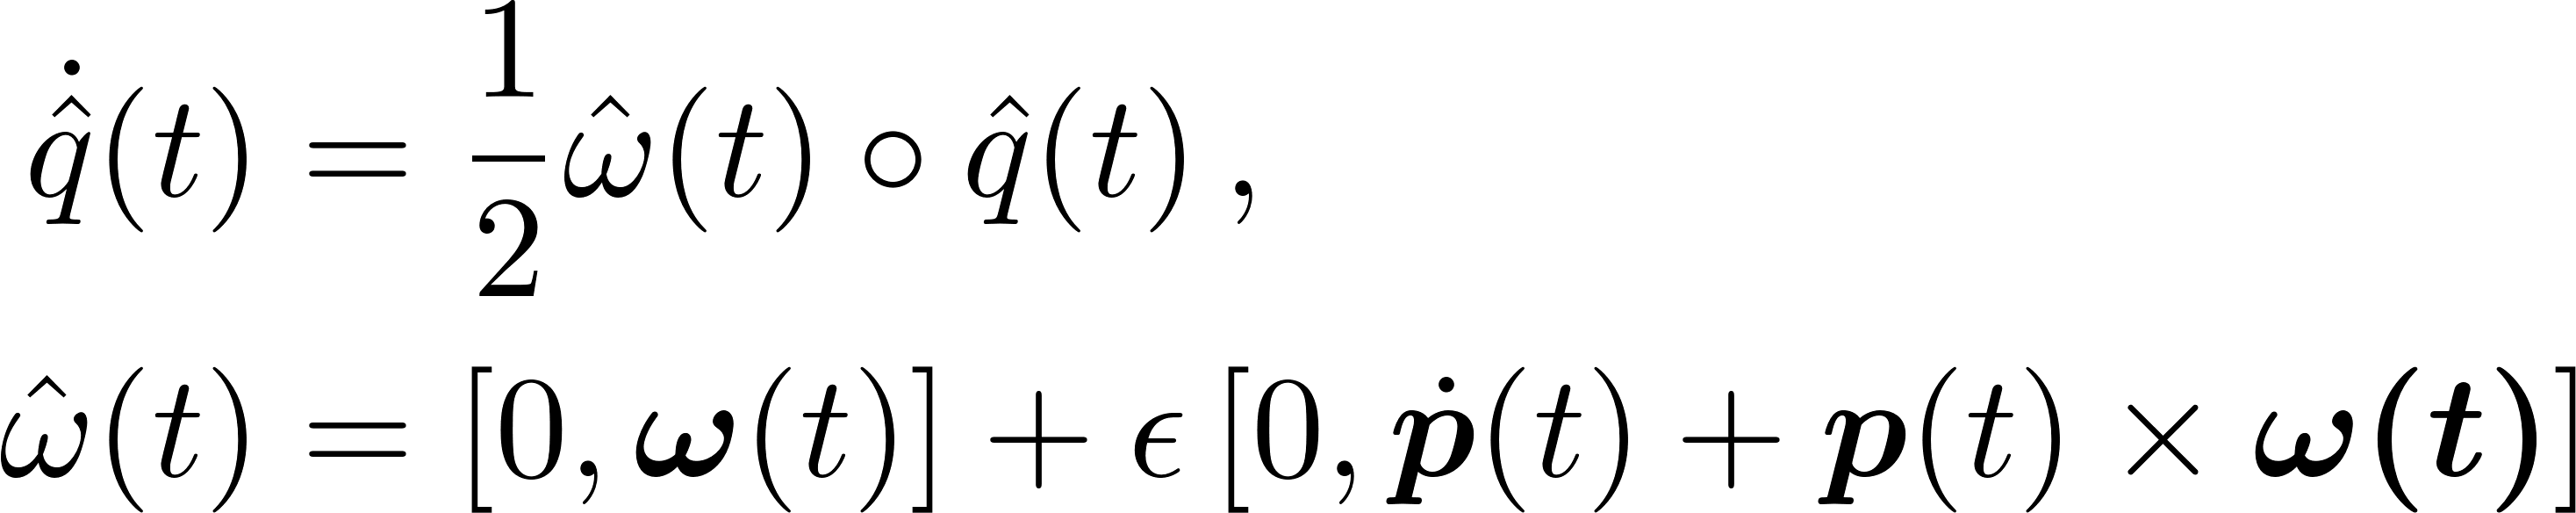 \dot{\hat{q}}(t) = \frac{1}{2}\hat{\omega}(t) \circ \hat{q}(t) \, ,
\hat{\omega}(t) = [0, \boldsymbol{\omega}(t)] + \epsilon \, [0, \dot{\boldsymbol{p}}(t) + \boldsymbol{p}(t) \times \boldsymbol{\omega(t)}]